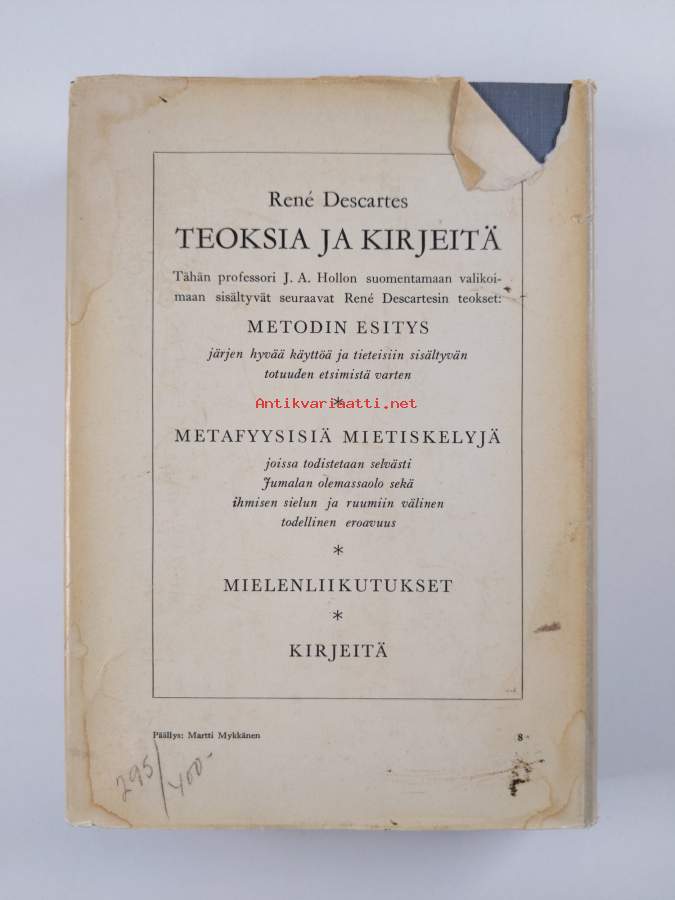 René Descartes
TEOKSIA JA KIRJEITÄ
Tähän professori J. A. Hollon suomentamaan valikoi-
maan sisältyvät seuraavat René Descartesin teokset:
METODIN ESITYS
järjen hyvää käyttöä ja tieteisiin sisältyvän
totuuden etsimistä varten
*
Antikvariaatti.net
METAFYYSISIÄ MIETISKELYJÄ
joissa todistetaan selvästi
Jumalan olemassaolo sekä
ihmisen sielun ja ruumiin välinen
todellinen eroavuus
*
MIELENLIIKUTUKSET
*
KIRJEITÄ
Päällys: Martti Mykkänen 8
295/400-